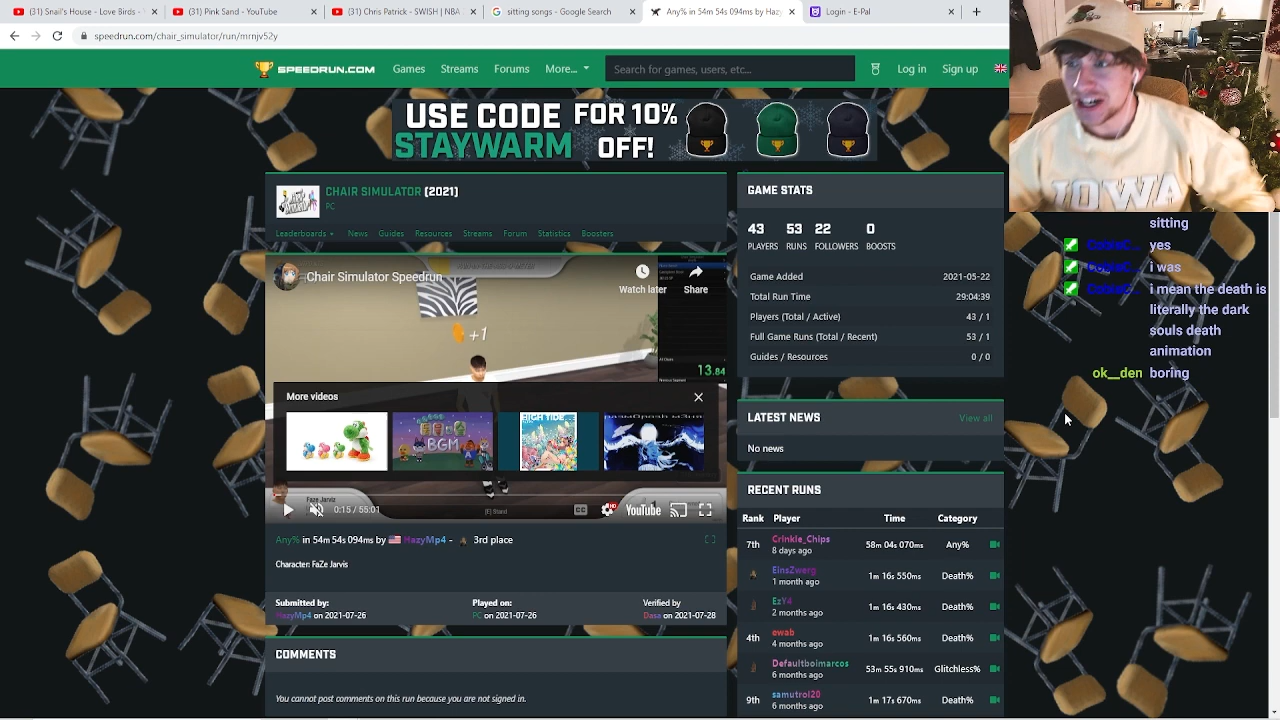 (31) Snail's House - Love Birds -
(31) Pink Sand - YouTube
(31) Chris Patrick - SWISH! | NBA
sitting songs - Google Search
Any% in 54m 54s 094ms by Haz
Login - E-Pal
speedrun.com/chair_simulator/run/mrnjv52y
SPEEDRUN.COM
Games
Streams
Forums
More...
Search for games, users, etc...
Log in
Sign up
USE CODE STAYWARM
FOR 10% OFF!
IOWA
CHAIR SIMULATOR (2021)
PC
Leaderboards
News
Guides
Resources
Streams
Forum
Statistics
Boosters
Chair Simulator Speedrun
Watch later
Share
+1
13.84
More videos
HIGH TIDE
BGM
Faze Jarviz
[E] Stand
0:15 / 55:01
CC
HD
YouTube
Any% in 54m 54s 094ms by HazyMp4 - 3rd place
Character: FaZe Jarvis
Submitted by:
HazyMp4 on 2021-07-26
Played on:
PC on 2021-07-26
Verified by
Dasa on 2021-07-28
COMMENTS
You cannot post comments on this run because you are not signed in.
GAME STATS
43 PLAYERS
53 RUNS
22 FOLLOWERS
0 BOOSTS
Game Added 2021-05-22
Total Run Time 29:04:39
Players (Total / Active) 43 / 1
Full Game Runs (Total / Recent) 53 / 1
Guides / Resources 0 / 0
LATEST NEWS View all
No news
RECENT RUNS
Rank Player Time Category
7th Crinkle_Chips 58m 04s 070ms Any%
8 days ago
EinsZwerg 1m 16s 550ms Death%
1 month ago
EzY4 1m 16s 430ms Death%
2 months ago
4th ewab 1m 16s 560ms Death%
4 months ago
Defaultboimarcos 53m 55s 910ms Glitchless%
6 months ago
9th samutrol20 1m 17s 670ms Death%
6 months ago
sitting
yes
i was
i mean the death is
literally the dark
souls death
animation
ok__den boring